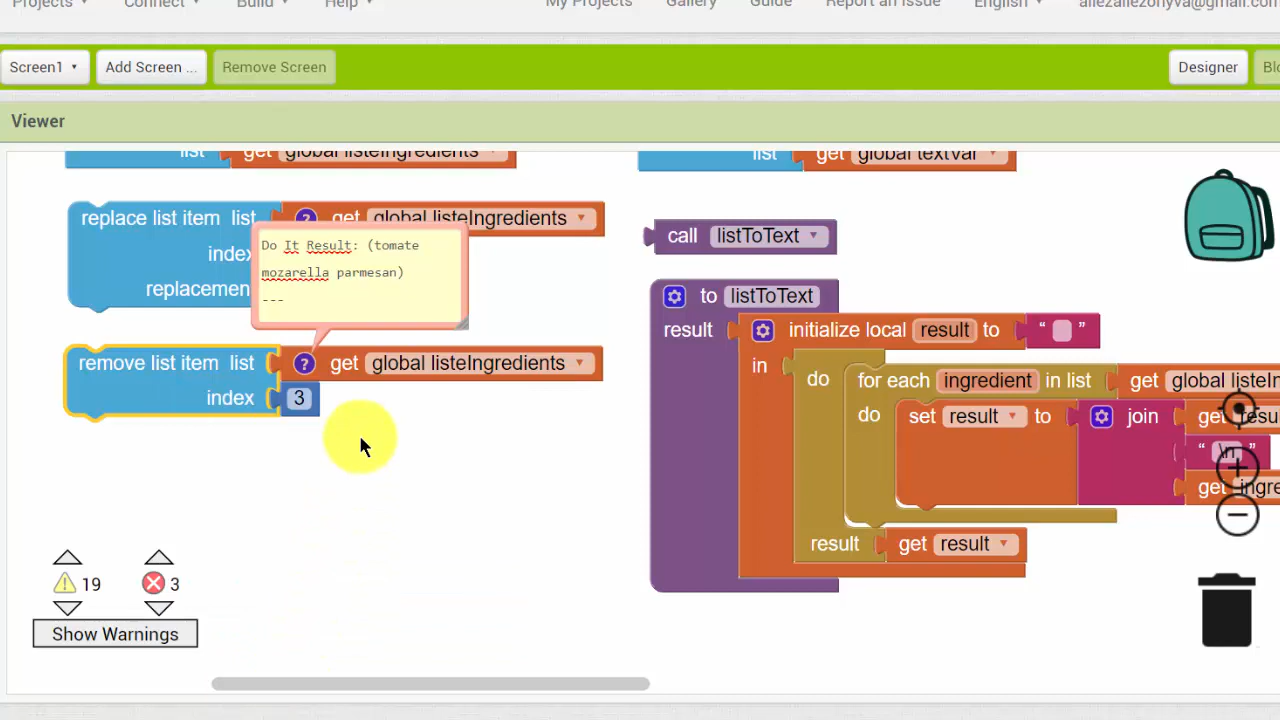 Projects Connect Build Help My Projects Gallery Guide Report an Issue English
Screen1 Add Screen ... Remove Screen Designer
Viewer
list get global listeIngredients
list get global textVar
replace list item list ? get global listeIngredients
index
replacement
Do It Result: (tomate
mozarella parmesan)
---
remove list item list ? get global listeIngredients
index 3
call listToText
to listToText
result initialize local result to “ ”
in do for each ingredient in list get global listeIn
do set result to join get
“ \n ”
get
result get result
19 3
Show Warnings